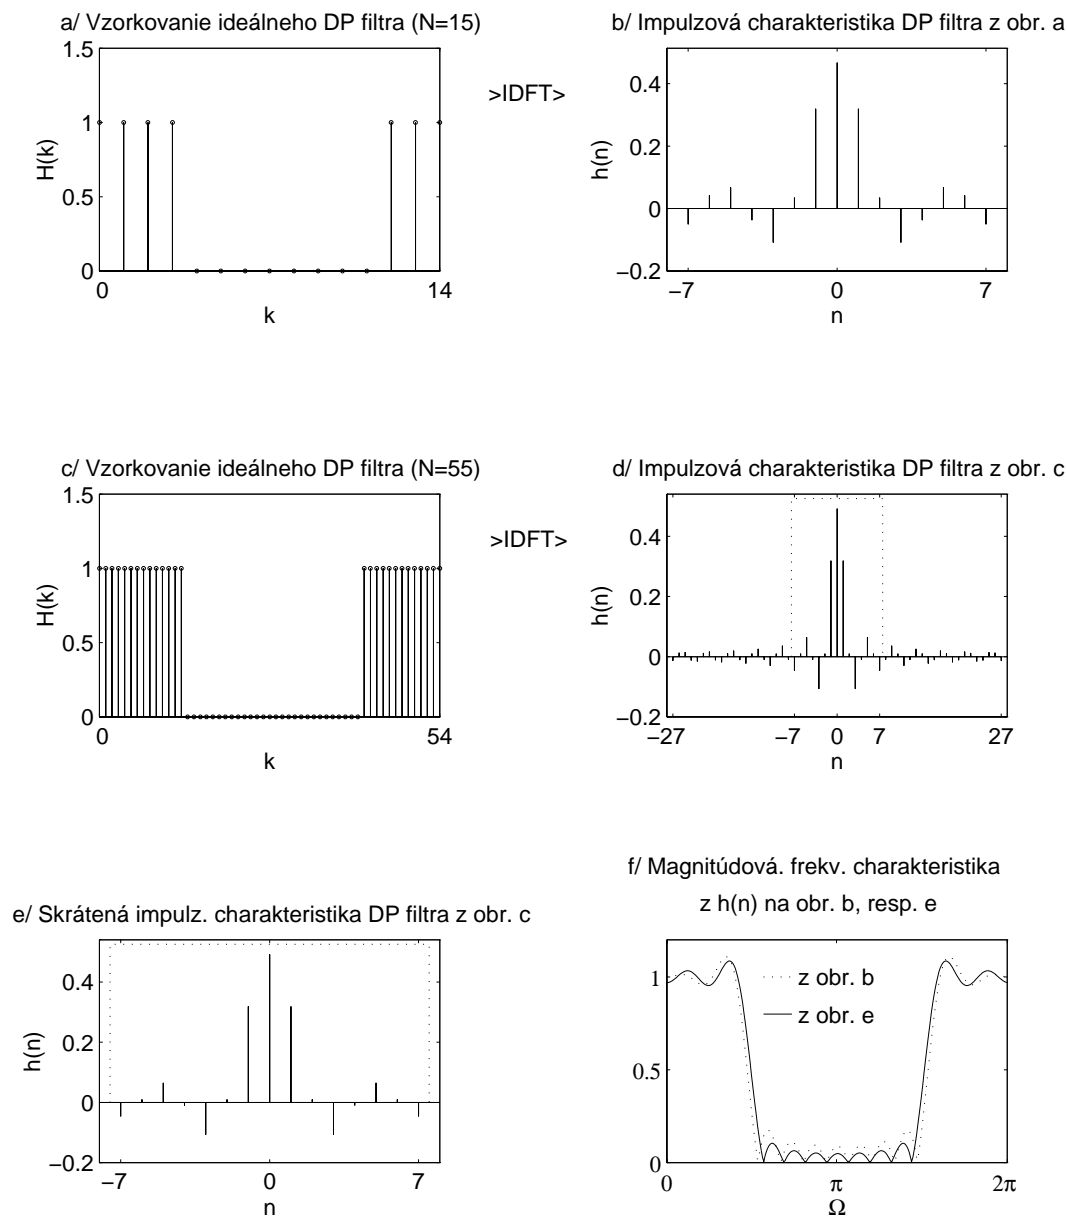 a/ Vzorkovanie ideálneho DP filtra (N=15)
1.5
1
0.5
0
H(k)
0
14
k
>IDFT>
b/ Impulzová charakteristika DP filtra z obr. a
0.4
0.2
0
−0.2
h(n)
−7
0
7
n
c/ Vzorkovanie ideálneho DP filtra (N=55)
1.5
1
0.5
0
H(k)
0
54
k
>IDFT>
d/ Impulzová charakteristika DP filtra z obr. c
0.4
0.2
0
−0.2
h(n)
−27
−7
0
7
27
n
e/ Skrátená impulz. charakteristika DP filtra z obr. c
0.4
0.2
0
−0.2
h(n)
−7
0
7
n
f/ Magnitúdová. frekv. charakteristika
z h(n) na obr. b, resp. e
1
0.5
0
z obr. b
z obr. e
0
π
2π
Ω